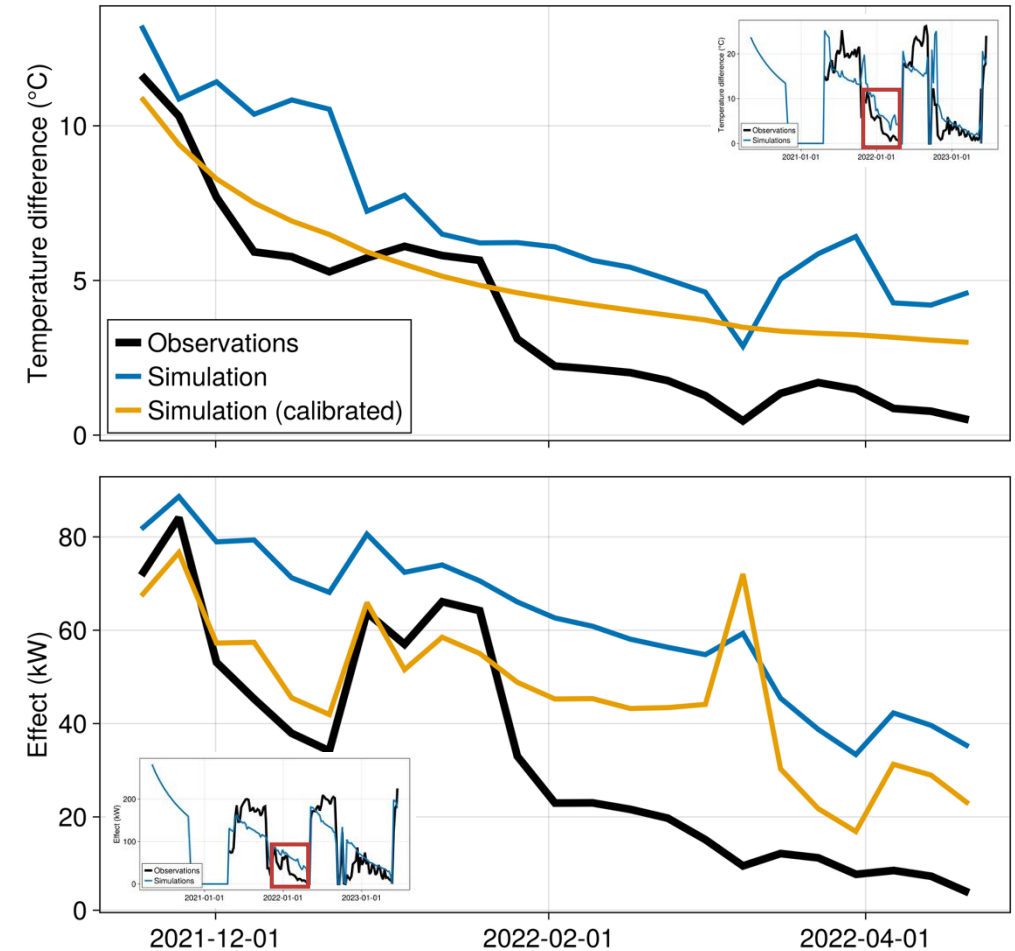 Temperature difference (°C)
10
5
0
Observations
Simulation
Simulation (calibrated)
Temperature difference (°C)
20
10
0
Observations
Simulations
2021-01-01 2022-01-01 2023-01-01
Effect (kW)
80
60
40
20
0
Effect (kW)
200
100
0
Observations
Simulations
2021-01-01 2022-01-01 2023-01-01
2021-12-01 2022-02-01 2022-04-01